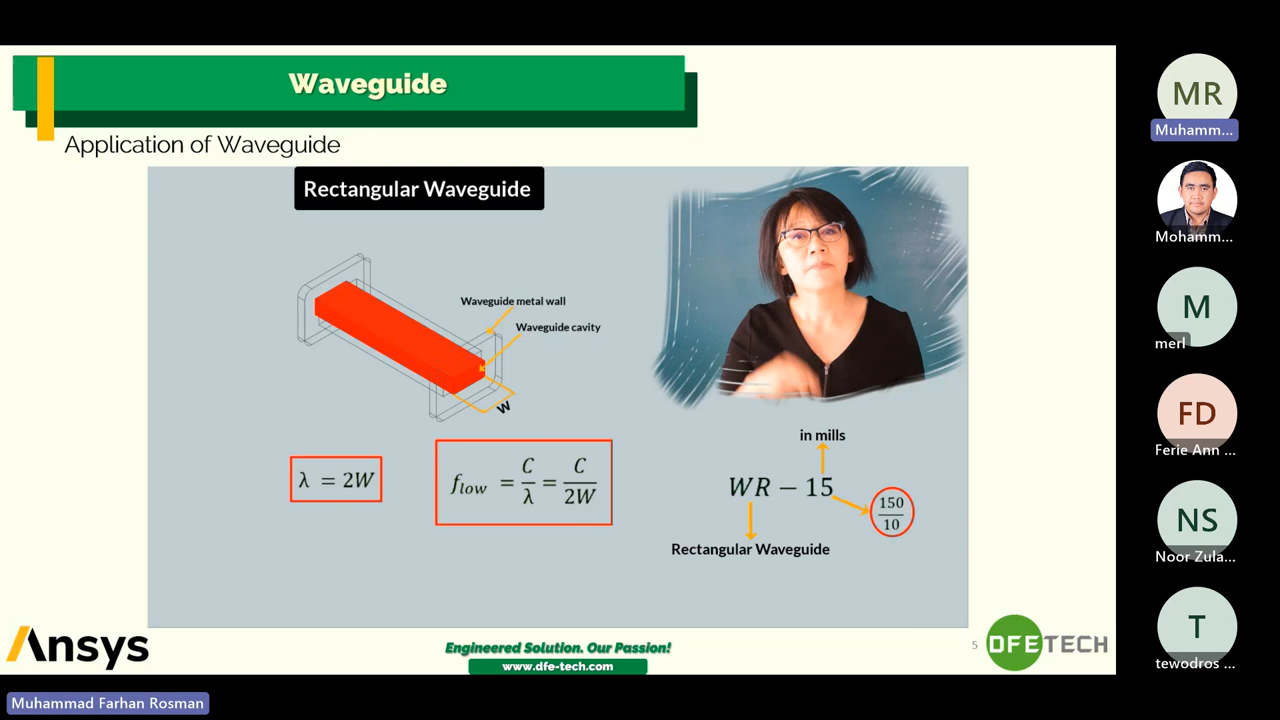 Waveguide
Application of Waveguide
Rectangular Waveguide
Waveguide metal wall
Waveguide cavity
W
λ = 2W
f_low = C/λ = C/2W
in mills
WR − 15
150/10
Rectangular Waveguide
Ansys
Engineered Solution. Our Passion!
www.dfe-tech.com
5
DFETECH
Muhammad Farhan Rosman
MR
Muhamm...
Mohamm...
M
merl
FD
Ferie Ann ...
NS
Noor Zula...
T
tewodros ...